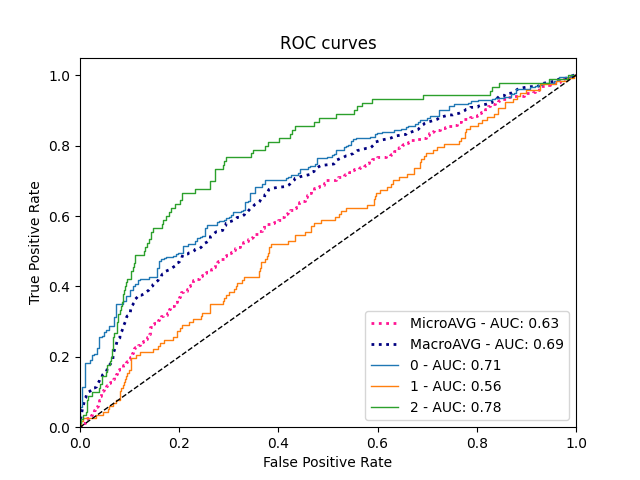 ROC curves
1.0
0.8
0.6
0.4
0.2
0.0
True Positive Rate
MicroAVG - AUC: 0.63
MacroAVG - AUC: 0.69
0 - AUC: 0.71
1 - AUC: 0.56
2 - AUC: 0.78
0.0 0.2 0.4 0.6 0.8 1.0
False Positive Rate